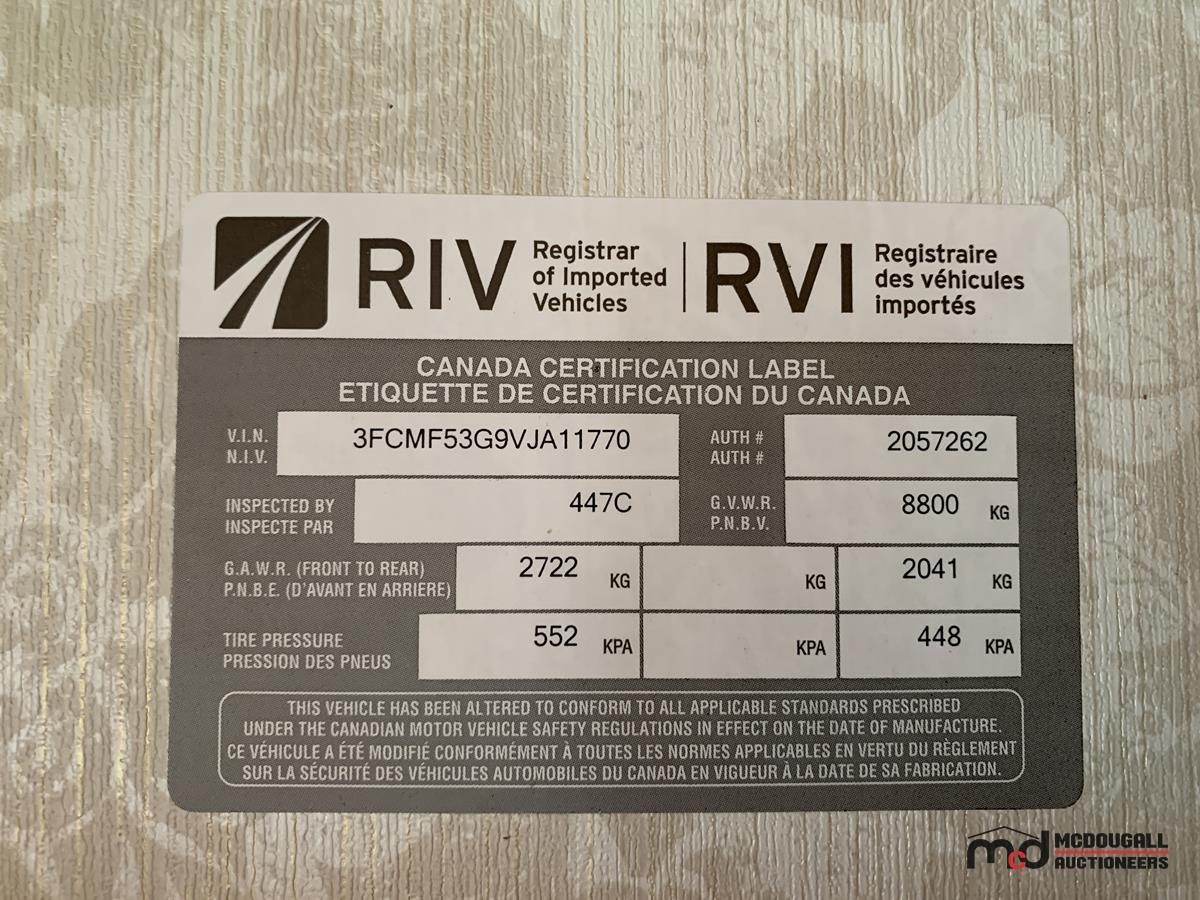 RIV Registrar of Imported Vehicles | RVI Registraire des véhicules importés
CANADA CERTIFICATION LABEL
ETIQUETTE DE CERTIFICATION DU CANADA
V.I.N. 3FCMF53G9VJA11770 AUTH # 2057262
N.I.V. AUTH #
INSPECTED BY 447C G.V.W.R. 8800 KG
INSPECTE PAR P.N.B.V.
G.A.W.R. (FRONT TO REAR) 2722 KG KG 2041 KG
P.N.B.E. (D'AVANT EN ARRIERE)
TIRE PRESSURE 552 KPA KPA 448 KPA
PRESSION DES PNEUS
THIS VEHICLE HAS BEEN ALTERED TO CONFORM TO ALL APPLICABLE STANDARDS PRESCRIBED
UNDER THE CANADIAN MOTOR VEHICLE SAFETY REGULATIONS IN EFFECT ON THE DATE OF MANUFACTURE.
CE VÉHICULE A ÉTÉ MODIFIÉ CONFORMÉMENT À TOUTES LES NORMES APPLICABLES EN VERTU DU RÈGLEMENT
SUR LA SÉCURITÉ DES VÉHICULES AUTOMOBILES DU CANADA EN VIGUEUR À LA DATE DE SA FABRICATION.
mcd MCDOUGALL
AUCTIONEERS